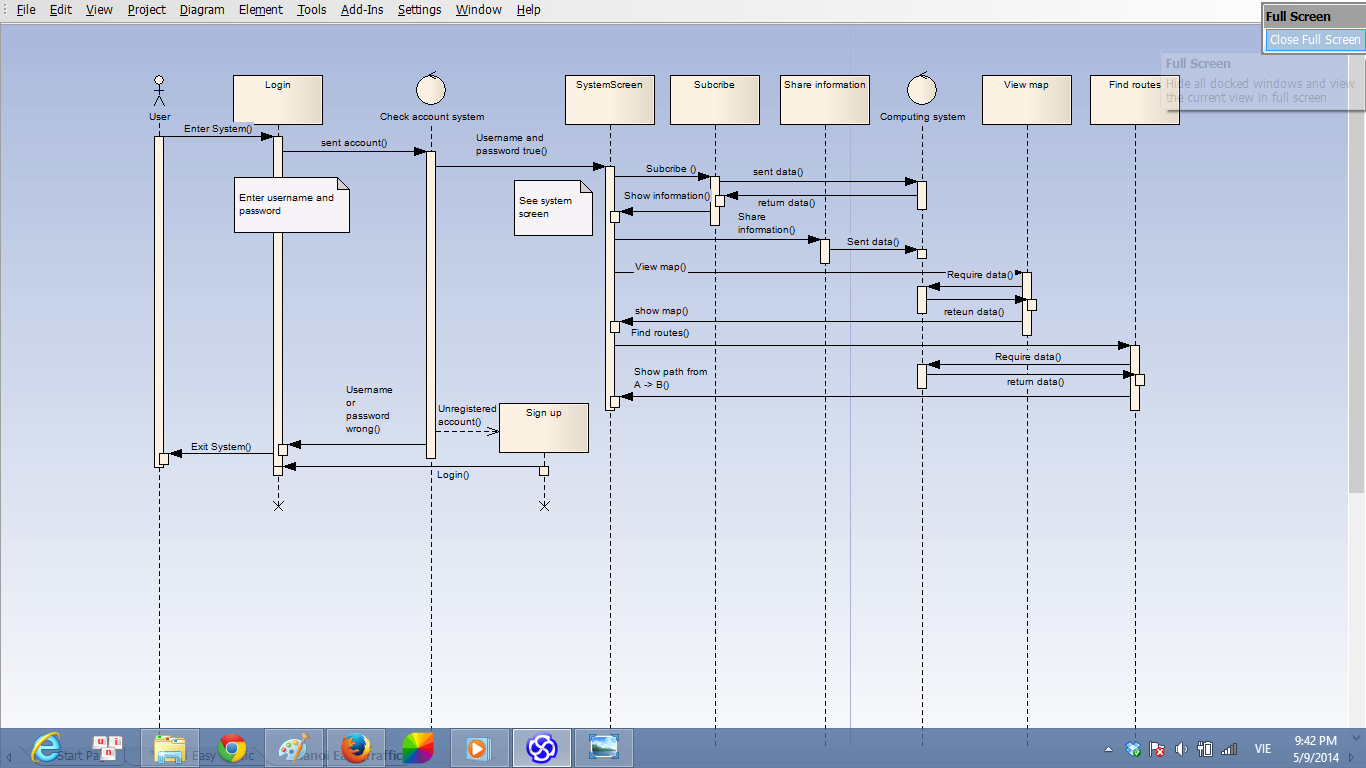 File Edit View Project Diagram Element Tools Add-Ins Settings Window Help
Full Screen
Close Full Screen
Full Screen
Hide all docked windows and view
the current view in full screen
Login
SystemScreen
Subcribe
Share information
View map
Find routes
User
Check account system
Computing system
Enter System()
sent account()
Username and
password true()
Subcribe ()
sent data()
Enter username and
password
See system
screen
Show information()
return data()
Share
information()
Sent data()
View map()
Require data()
show map()
reteun data()
Find routes()
Require data()
Show path from
A -> B()
return data()
Username
or
password
wrong()
Unregistered
account()
Sign up
Exit System()
Login()
Start Pa
Easy
ic
anoi Ea
raffic
VIE
9:42 PM
5/9/2014